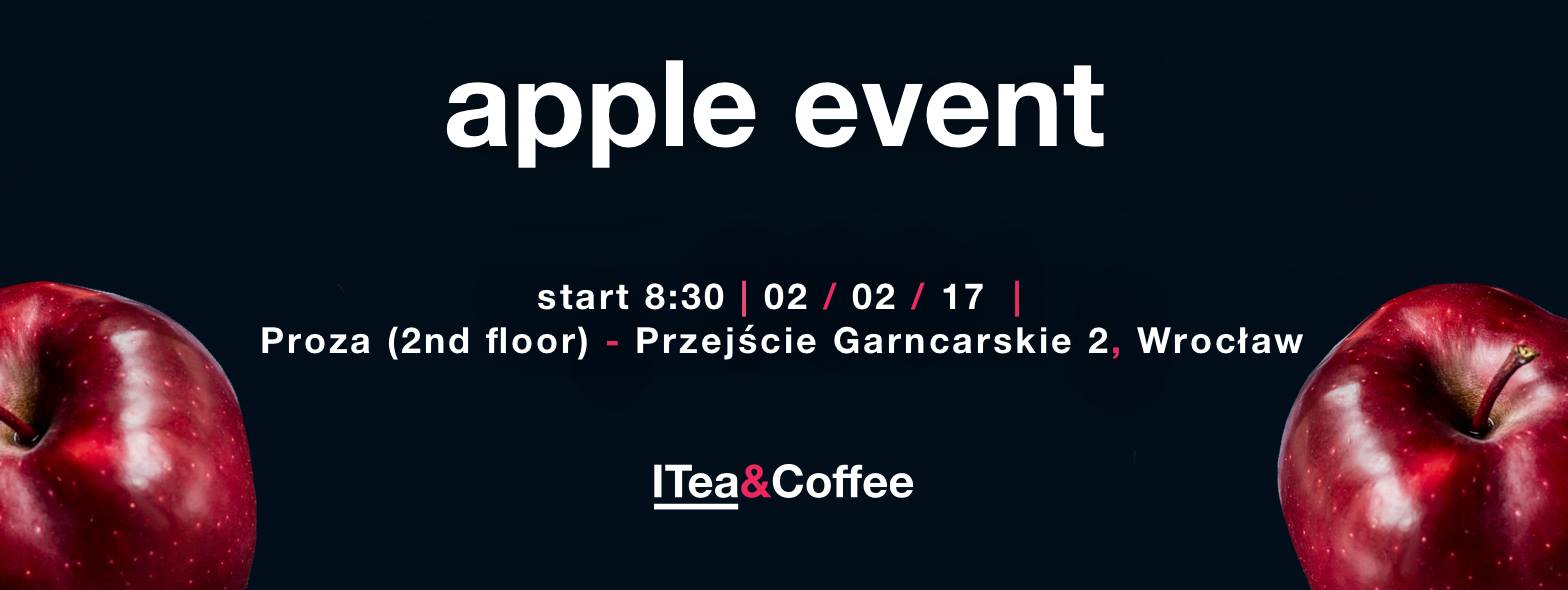 apple event
start 8:30 | 02 / 02 / 17 |
Proza (2nd floor) - Przejście Garncarskie 2, Wrocław
ITea&Coffee